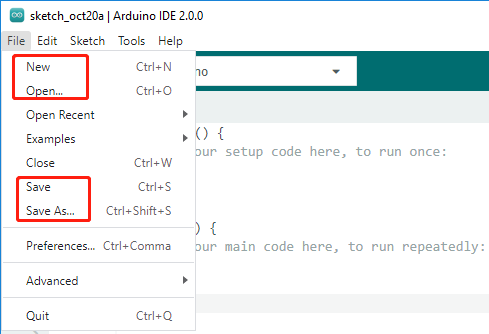 sketch_oct20a | Arduino IDE 2.0.0
File Edit Sketch Tools Help
New Ctrl+N
no
Open... Ctrl+O
Open Recent
() {
Examples
our setup code here, to run once:
Close Ctrl+W
Save Ctrl+S
Save As... Ctrl+Shift+S
) {
Preferences... Ctrl+Comma
our main code here, to run repeatedly:
Advanced
Quit Ctrl+Q